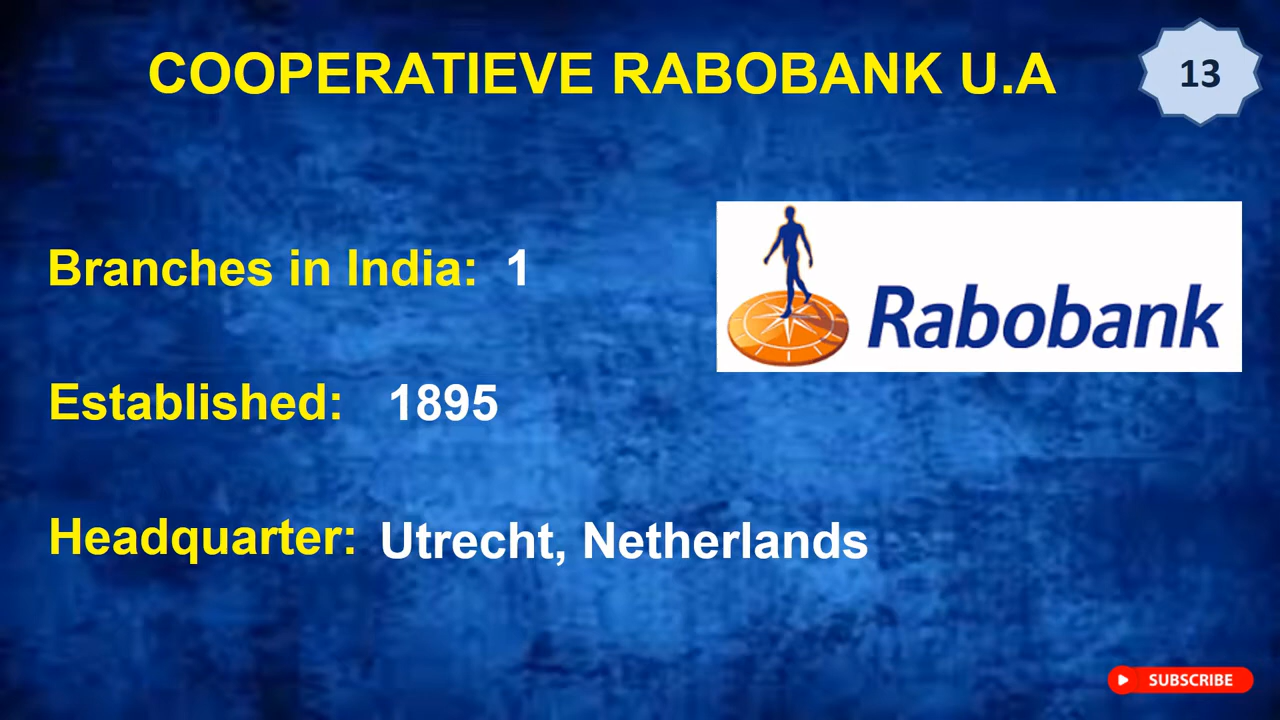 COOPERATIEVE RABOBANK U.A
13
Branches in India: 1
Rabobank
Established: 1895
Headquarter: Utrecht, Netherlands
SUBSCRIBE